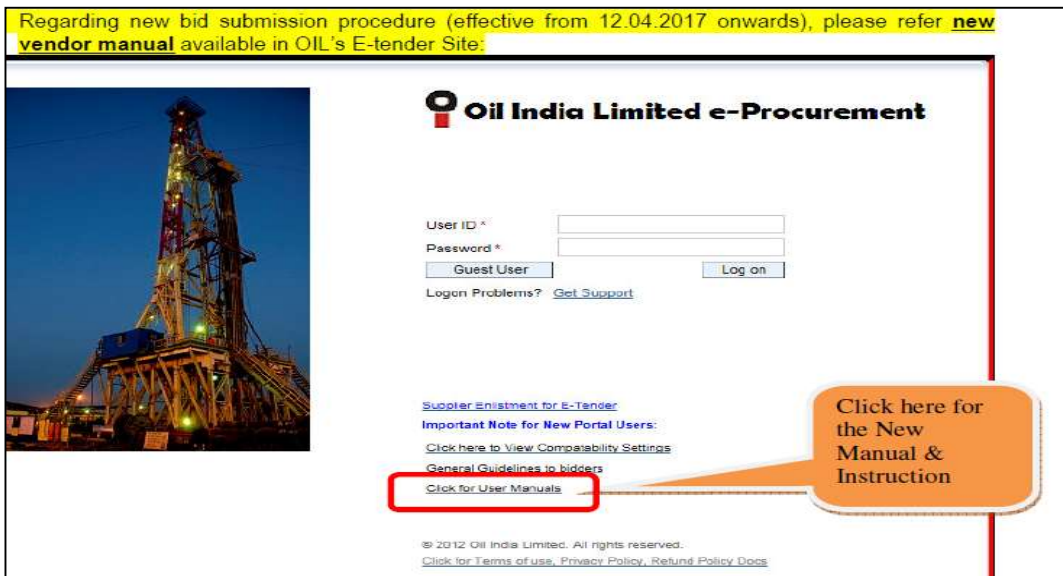 Regarding new bid submission procedure (effective from 12.04.2017 onwards), please refer new
vendor manual available in OIL's E-tender Site:
Oil India Limited e-Procurement
User ID *
Password *
Guest User
Log on
Logon Problems? Get Support
Supplier Enlistment for E-Tender
Important Note for New Portal Users:
Click here to View Compatability Settings
General Guidelines to bidders
Click for User Manuals
Click here for
the New
Manual &
Instruction
© 2012 Oil India Limited. All rights reserved.
Click for Terms of use, Privacy Policy, Refund Policy Docs